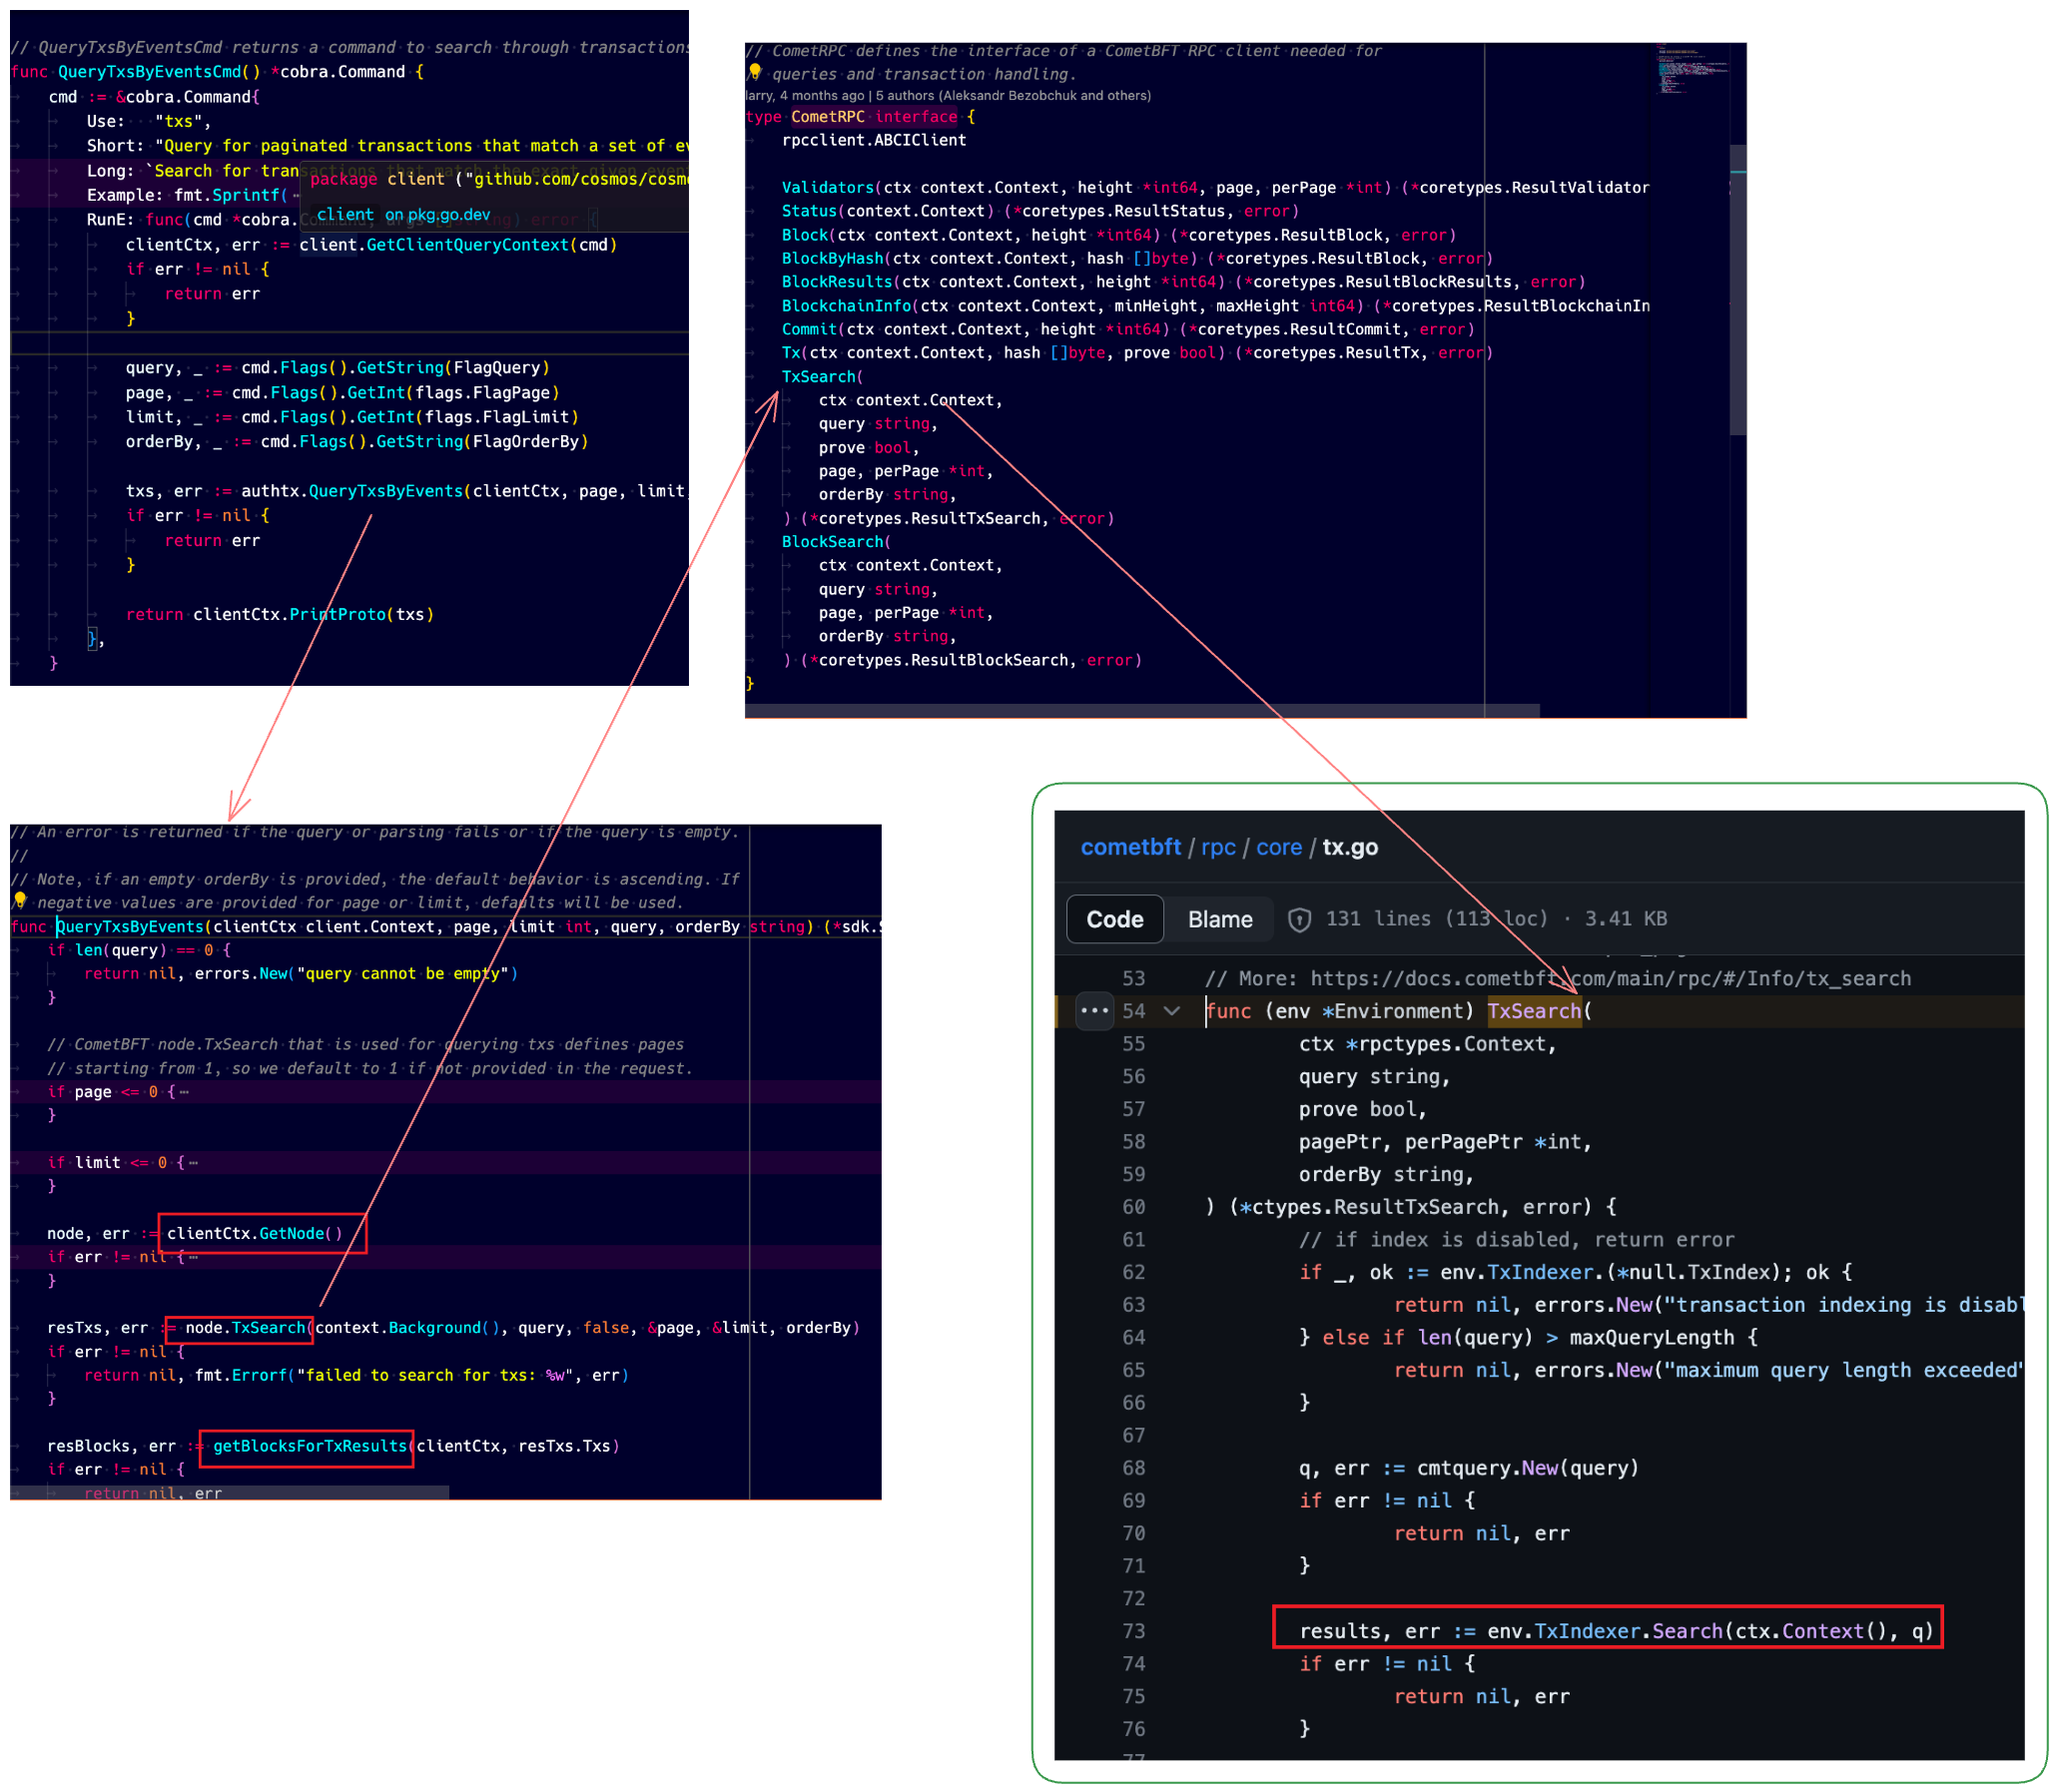 // QueryTxsByEventsCmd returns a command to search through transactions
func QueryTxsByEventsCmd() *cobra.Command {
cmd := &cobra.Command{
Use: "txs",
Short: "Query for paginated transactions that match a set of ev
Long: `Search for transactions that match the exact given even
Example: fmt.Sprintf(
package client ("github.com/cosmos/cosmo
client on pkg.go.dev
RunE: func(cmd *cobra.Command, args []string) error {
clientCtx, err := client.GetClientQueryContext(cmd)
if err != nil {
return err
}
query, _ := cmd.Flags().GetString(FlagQuery)
page, _ := cmd.Flags().GetInt(flags.FlagPage)
limit, _ := cmd.Flags().GetInt(flags.FlagLimit)
orderBy, _ := cmd.Flags().GetString(FlagOrderBy)
txs, err := authtx.QueryTxsByEvents(clientCtx, page, limit,
if err != nil {
return err
}
return clientCtx.PrintProto(txs)
},
}
// CometRPC defines the interface of a CometBFT RPC client needed for
// queries and transaction handling.
larry, 4 months ago | 5 authors (Aleksandr Bezobchuk and others)
type CometRPC interface {
rpcclient.ABCIClient
Validators(ctx context.Context, height *int64, page, perPage *int) (*coretypes.ResultValidator
Status(context.Context) (*coretypes.ResultStatus, error)
Block(ctx context.Context, height *int64) (*coretypes.ResultBlock, error)
BlockByHash(ctx context.Context, hash []byte) (*coretypes.ResultBlock, error)
BlockResults(ctx context.Context, height *int64) (*coretypes.ResultBlockResults, error)
BlockchainInfo(ctx context.Context, minHeight, maxHeight int64) (*coretypes.ResultBlockchainIn
Commit(ctx context.Context, height *int64) (*coretypes.ResultCommit, error)
Tx(ctx context.Context, hash []byte, prove bool) (*coretypes.ResultTx, error)
TxSearch(
ctx context.Context,
query string,
prove bool,
page, perPage *int,
orderBy string,
) (*coretypes.ResultTxSearch, error)
BlockSearch(
ctx context.Context,
query string,
page, perPage *int,
orderBy string,
) (*coretypes.ResultBlockSearch, error)
}
// An error is returned if the query or parsing fails or if the query is empty.
//
// Note, if an empty orderBy is provided, the default behavior is ascending. If
// negative values are provided for page or limit, defaults will be used.
func QueryTxsByEvents(clientCtx client.Context, page, limit int, query, orderBy string) (*sdk.S
if len(query) == 0 {
return nil, errors.New("query cannot be empty")
}
// CometBFT node.TxSearch that is used for querying txs defines pages
// starting from 1, so we default to 1 if not provided in the request.
if page <= 0 {⋯
}
if limit <= 0 {⋯
}
node, err := clientCtx.GetNode()
if err != nil {⋯
}
resTxs, err := node.TxSearch(context.Background(), query, false, &page, &limit, orderBy)
if err != nil {
return nil, fmt.Errorf("failed to search for txs: %w", err)
}
resBlocks, err := getBlocksForTxResults(clientCtx, resTxs.Txs)
if err != nil {
return nil, err
cometbft / rpc / core / tx.go
Code Blame 131 lines (113 loc) · 3.41 KB
53 // More: https://docs.cometbft.com/main/rpc/#/Info/tx_search
54 func (env *Environment) TxSearch(
55 ctx *rpctypes.Context,
56 query string,
57 prove bool,
58 pagePtr, perPagePtr *int,
59 orderBy string,
60 ) (*ctypes.ResultTxSearch, error) {
61 // if index is disabled, return error
62 if _, ok := env.TxIndexer.(*null.TxIndex); ok {
63 return nil, errors.New("transaction indexing is disabl
64 } else if len(query) > maxQueryLength {
65 return nil, errors.New("maximum query length exceeded"
66 }
67
68 q, err := cmtquery.New(query)
69 if err != nil {
70 return nil, err
71 }
72
73 results, err := env.TxIndexer.Search(ctx.Context(), q)
74 if err != nil {
75 return nil, err
76 }
77